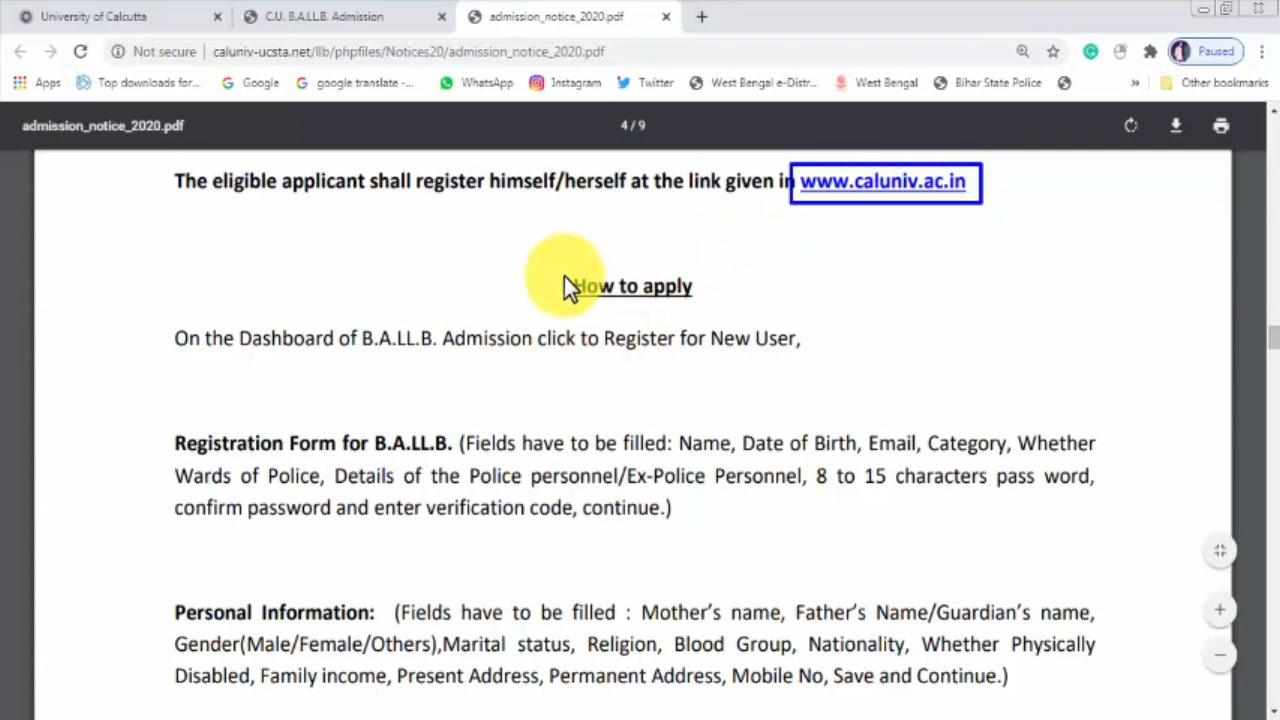 University of Calcutta
C.U. B.A.LL.B. Admission
admission_notice_2020.pdf
Not secure
caluniv-ucsta.net/llb/phpfiles/Notices20/admission_notice_2020.pdf
Paused
Apps
Top downloads for...
Google
google translate -...
WhatsApp
Instagram
Twitter
West Bengal e-Distr...
West Bengal
Bihar State Police
»
Other bookmarks
admission_notice_2020.pdf
4 / 9
The eligible applicant shall register himself/herself at the link given in www.caluniv.ac.in
How to apply
On the Dashboard of B.A.LL.B. Admission click to Register for New User,
Registration Form for B.A.LL.B. (Fields have to be filled: Name, Date of Birth, Email, Category, Whether
Wards of Police, Details of the Police personnel/Ex-Police Personnel, 8 to 15 characters pass word,
confirm password and enter verification code, continue.)
Personal Information: (Fields have to be filled : Mother's name, Father's Name/Guardian's name,
Gender(Male/Female/Others),Marital status, Religion, Blood Group, Nationality, Whether Physically
Disabled, Family income, Present Address, Permanent Address, Mobile No, Save and Continue.)